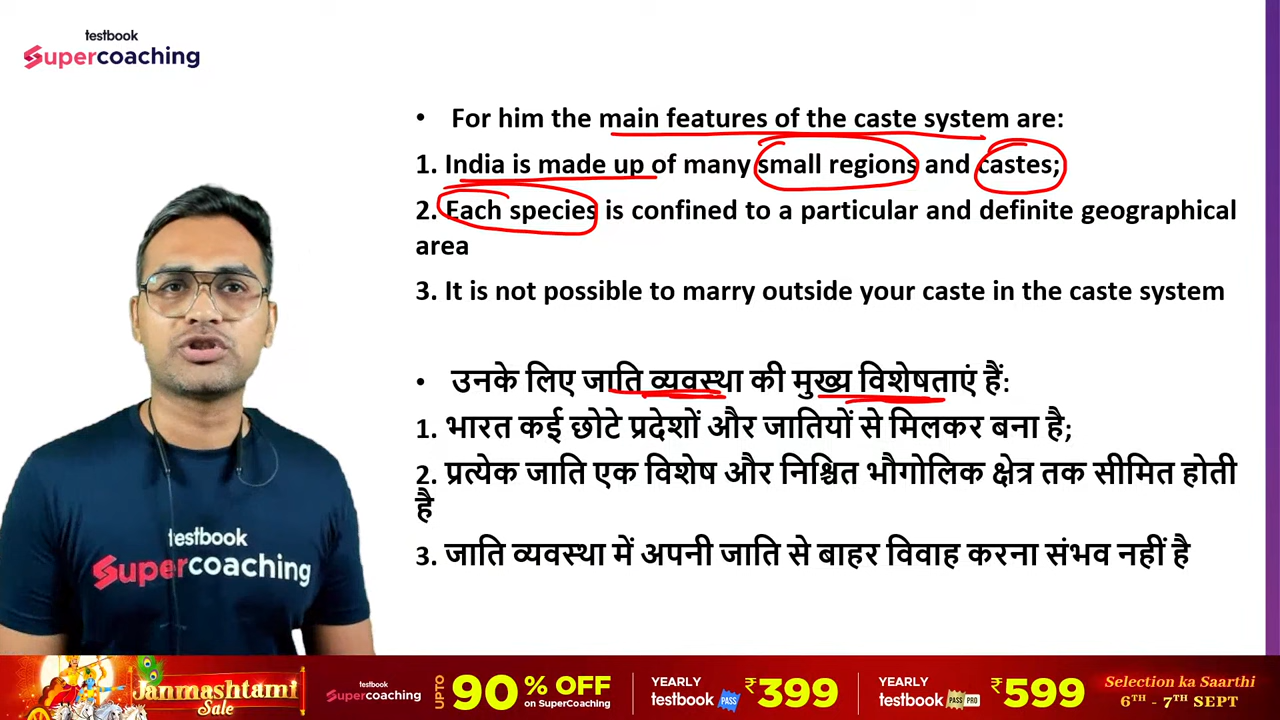 testbook
Supercoaching
• For him the main features of the caste system are:
1. India is made up of many small regions and castes;
2. Each species is confined to a particular and definite geographical
area
3. It is not possible to marry outside your caste in the caste system
• उनके लिए जाति व्यवस्था की मुख्य विशेषताएं हैं:
1. भारत कई छोटे प्रदेशों और जातियों से मिलकर बना है;
2. प्रत्येक जाति एक विशेष और निश्चित भौगोलिक क्षेत्र तक सीमित होती
है
3. जाति व्यवस्था में अपनी जाति से बाहर विवाह करना संभव नहीं है
testbook
Supercoaching
Janmashtami
Sale
testbook
Supercoaching
UPTO 90% OFF
on SuperCoaching
YEARLY
testbook PASS ₹399
YEARLY
testbook PASS PRO ₹599
Selection ka Saarthi
6TH - 7TH SEPT